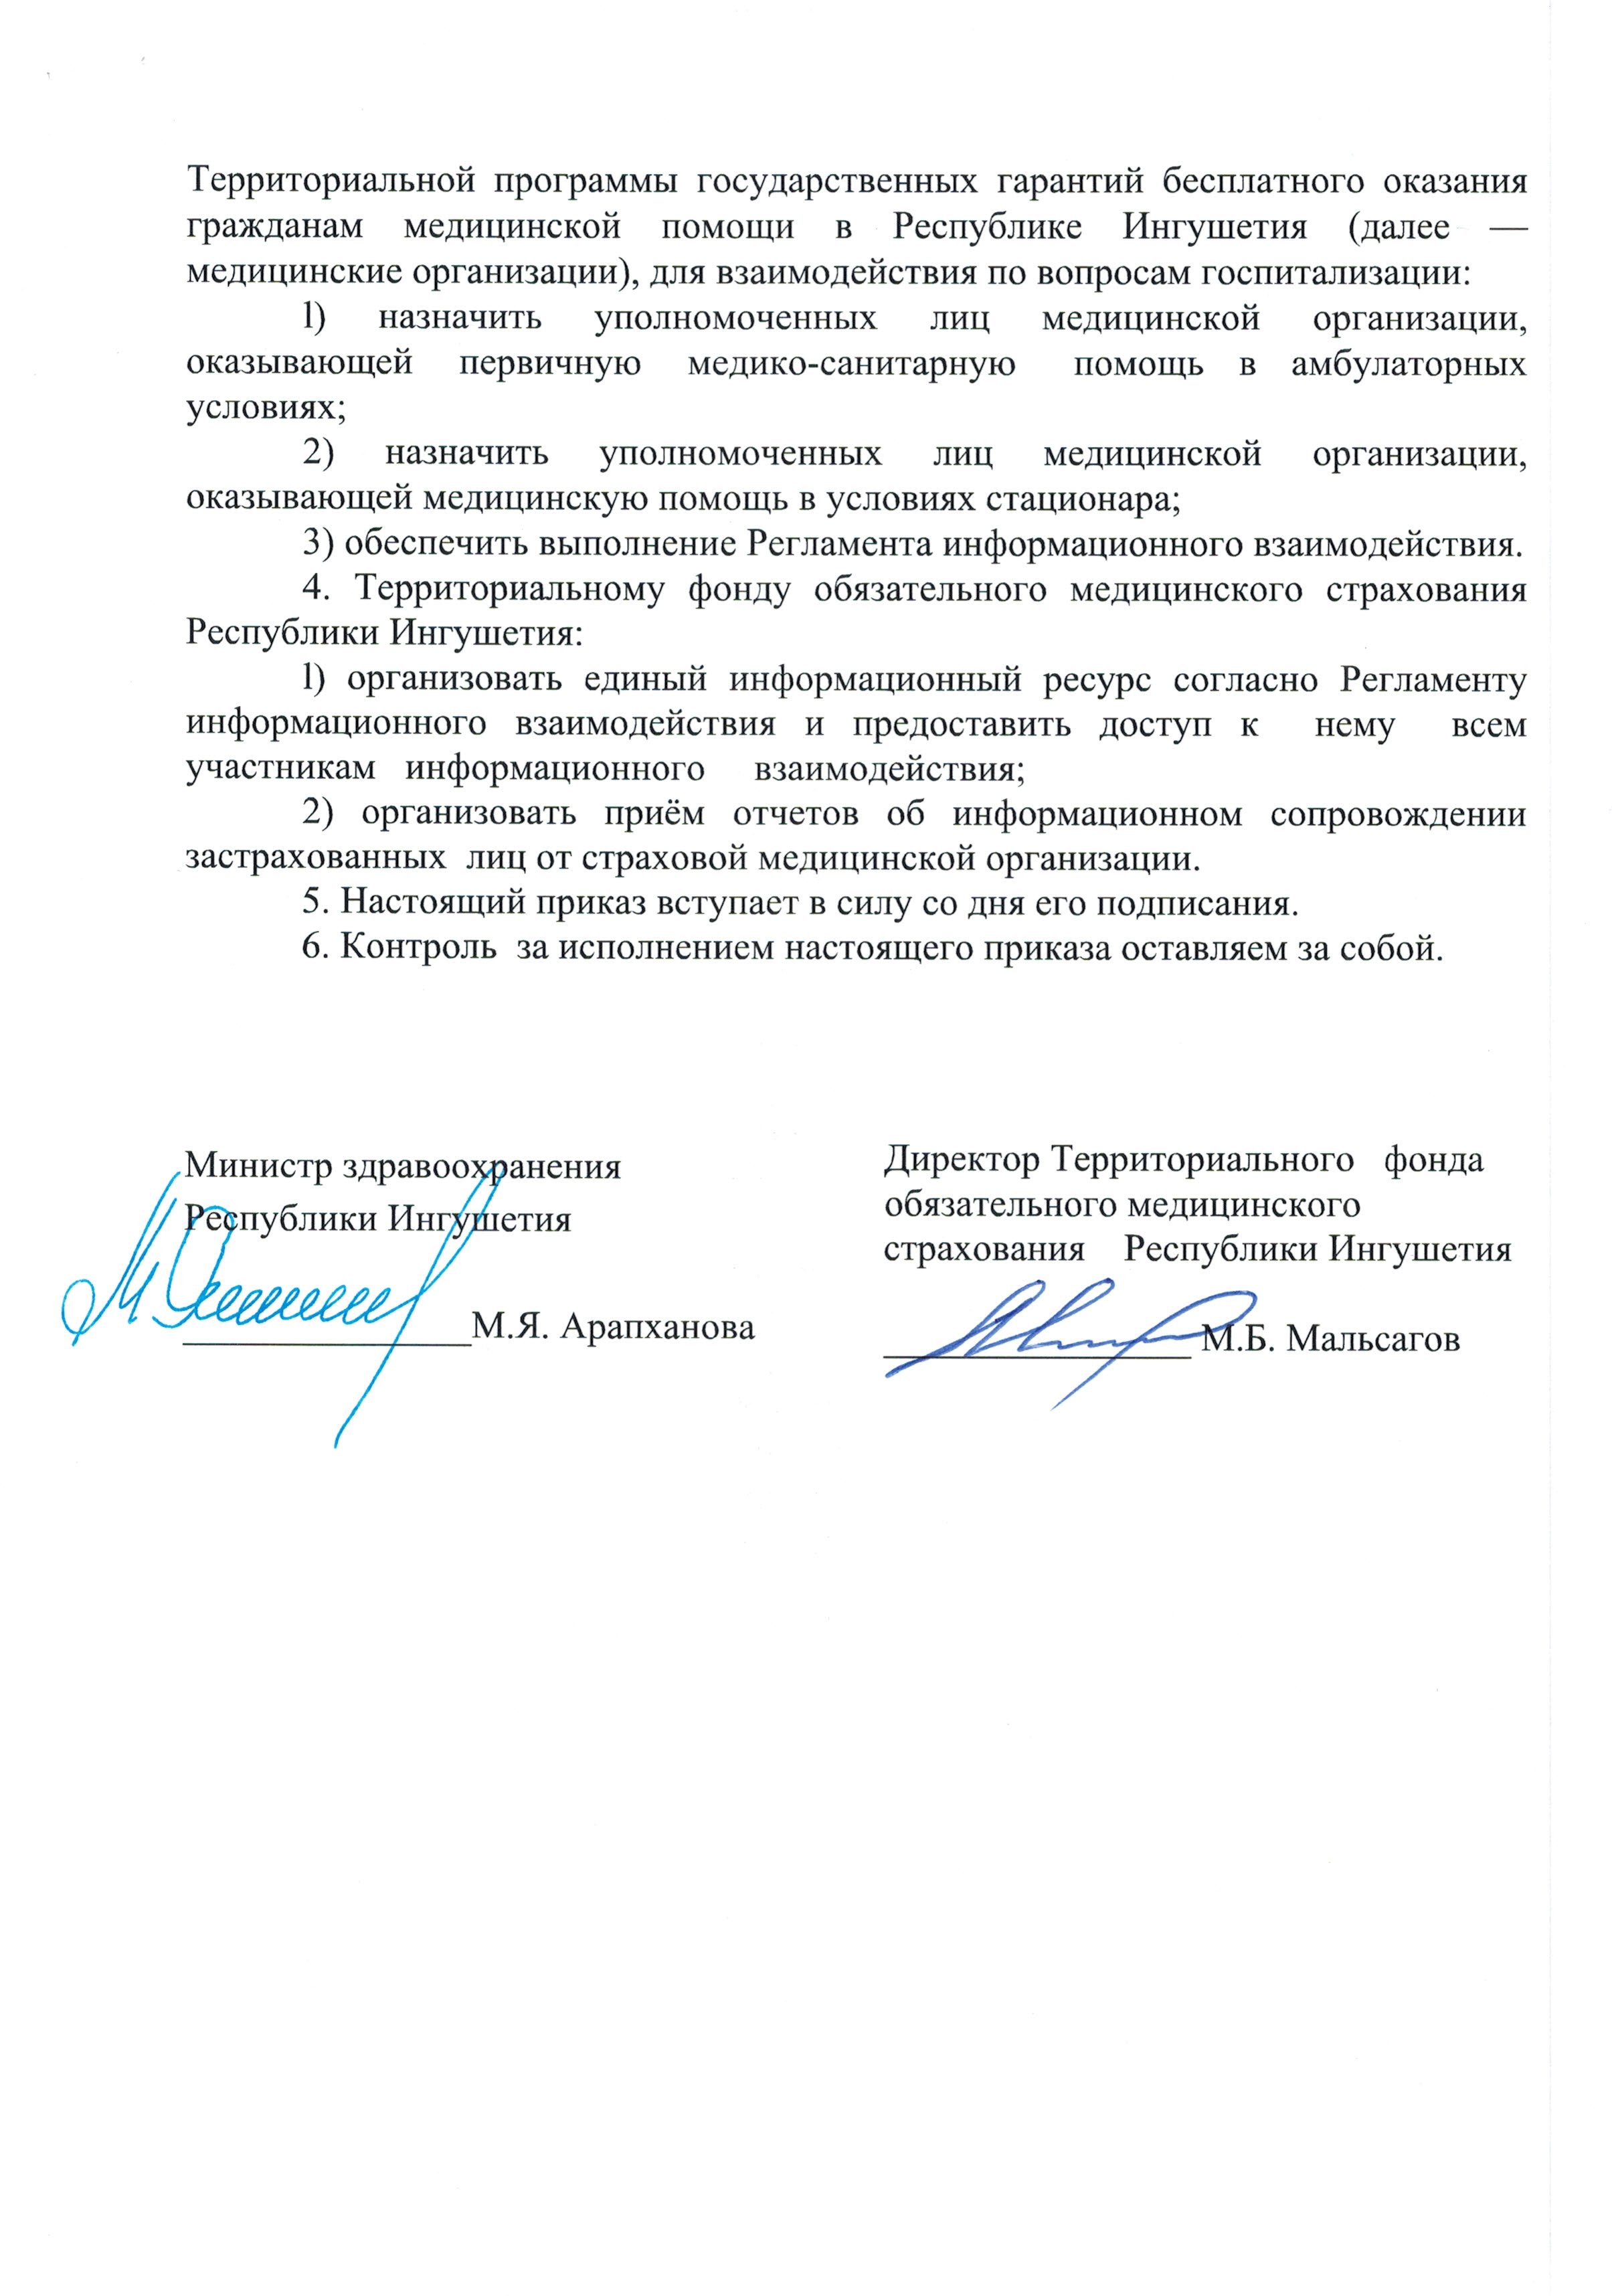 Территориальной программы государственных гарантий бесплатного оказания
гражданам медицинской помощи в Республике Ингушетия (далее —
медицинские организации), для взаимодействия по вопросам госпитализации:
1) назначить уполномоченных лиц медицинской организации,
оказывающей первичную медико-санитарную помощь в амбулаторных
условиях;
2) назначить уполномоченных лиц медицинской организации,
оказывающей медицинскую помощь в условиях стационара;
3) обеспечить выполнение Регламента информационного взаимодействия.
4. Территориальному фонду обязательного медицинского страхования
Республики Ингушетия:
1) организовать единый информационный ресурс согласно Регламенту
информационного взаимодействия и предоставить доступ к нему всем
участникам информационного взаимодействия;
2) организовать приём отчетов об информационном сопровождении
застрахованных лиц от страховой медицинской организации.
5. Настоящий приказ вступает в силу со дня его подписания.
6. Контроль за исполнением настоящего приказа оставляем за собой.
Министр здравоохранения
Республики Ингушетия
М.Я. Арапханова
Директор Территориального фонда
обязательного медицинского
страхования Республики Ингушетия
М.Б. Мальсагов